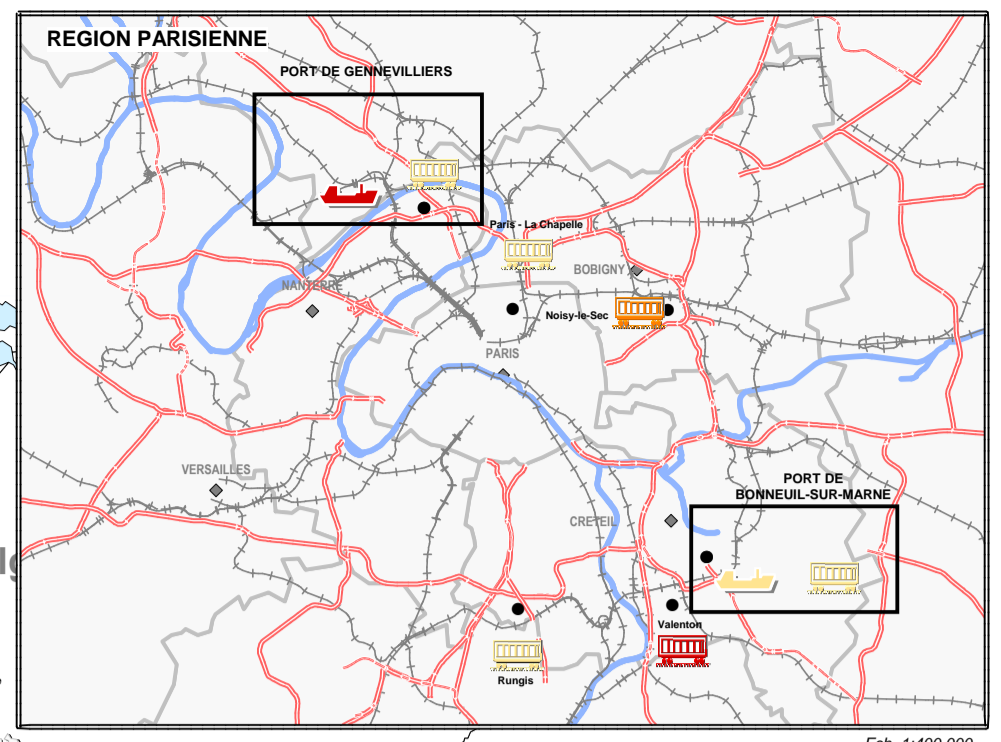 REGION PARISIENNE
PORT DE GENNEVILLIERS
Paris - La Chapelle
BOBIGNY
NANTERRE
Noisy-le-Sec
PARIS
VERSAILLES
PORT DE
BONNEUIL-SUR-MARNE
CRETEIL
Valenton
Rungis